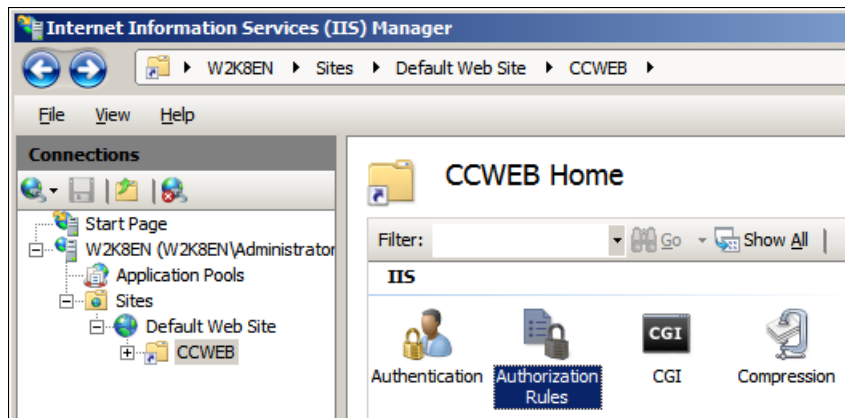 Internet Information Services (IIS) Manager
W2K8EN Sites Default Web Site CCWEB
File View Help
Connections
Start Page
W2K8EN (W2K8EN\Administrator
Application Pools
Sites
Default Web Site
CCWEB
CCWEB Home
Filter: Go Show All
IIS
CGI
Authentication Authorization Rules CGI Compression